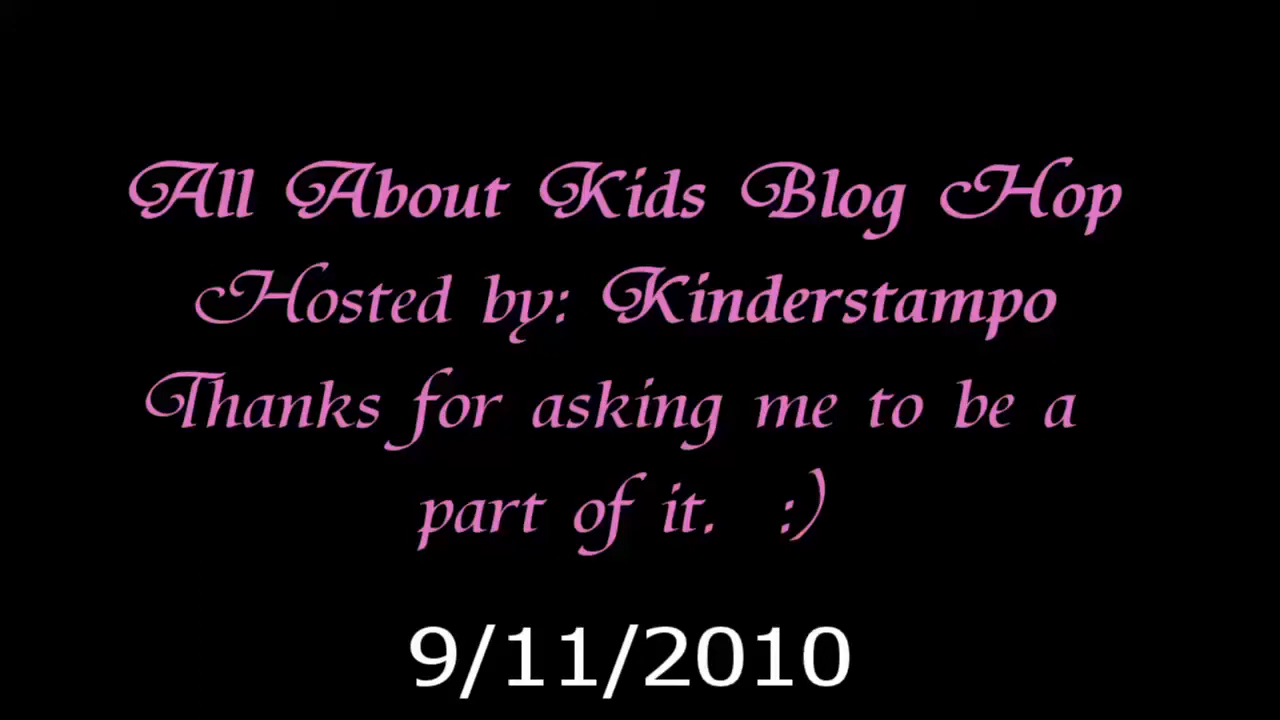 All About Kids Blog Hop
Hosted by: Kinderstampo
Thanks for asking me to be a
part of it. :)
9/11/2010